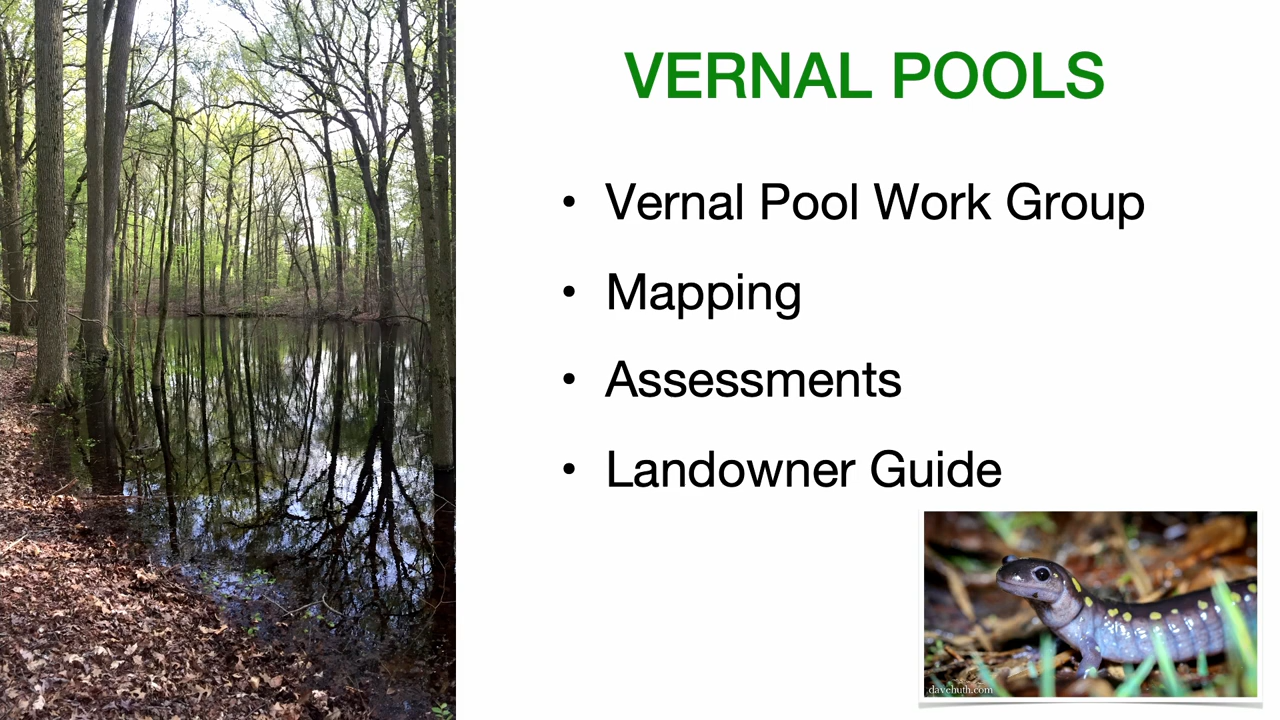 VERNAL POOLS
• Vernal Pool Work Group
• Mapping
• Assessments
• Landowner Guide
davehuth.com